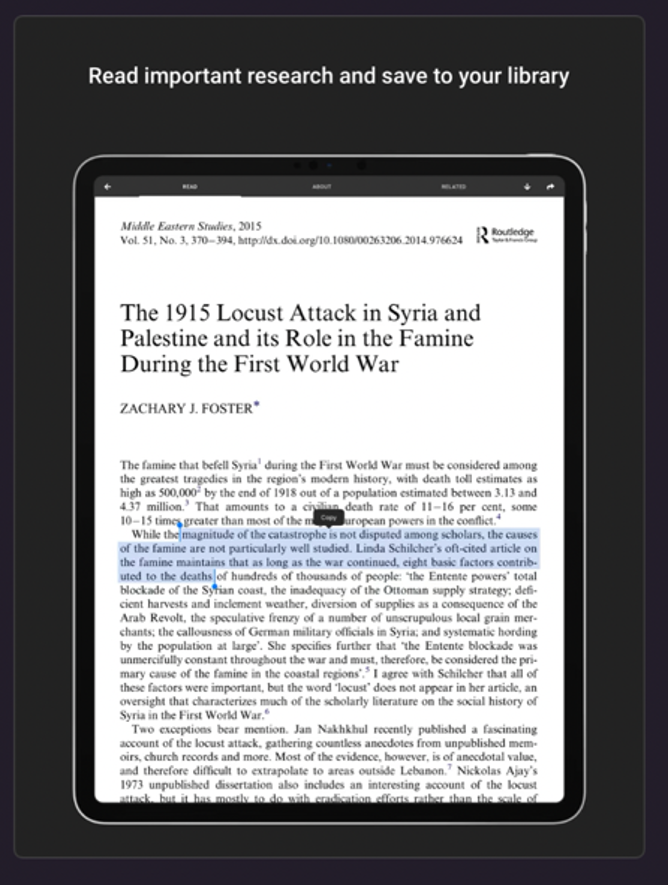 Read important research and save to your library
READ ABOUT RELATED
Middle Eastern Studies, 2015
Vol. 51, No. 3, 370–394, http://dx.doi.org/10.1080/00263206.2014.976624
Routledge
Taylor & Francis Group
The 1915 Locust Attack in Syria and
Palestine and its Role in the Famine
During the First World War
ZACHARY J. FOSTER*
The famine that befell Syria¹ during the First World War must be considered among
the greatest tragedies in the region's modern history, with death toll estimates as
high as 500,000² by the end of 1918 out of a population estimated between 3.13 and
4.37 million.³ That amounts to a civilian death rate of 11–16 per cent, some
10–15 times greater than most of the m uropean powers in the conflict.⁴
Copy
While the magnitude of the catastrophe is not disputed among scholars, the causes
of the famine are not particularly well studied. Linda Schilcher's oft-cited article on
the famine maintains that as long as the war continued, eight basic factors contrib-
uted to the deaths of hundreds of thousands of people: 'the Entente powers' total
blockade of the Syrian coast, the inadequacy of the Ottoman supply strategy; defi-
cient harvests and inclement weather, diversion of supplies as a consequence of the
Arab Revolt, the speculative frenzy of a number of unscrupulous local grain mer-
chants; the callousness of German military officials in Syria; and systematic hording
by the population at large'. She specifies further that 'the Entente blockade was
unmercifully constant throughout the war and must, therefore, be considered the pri-
mary cause of the famine in the coastal regions'.⁵ I agree with Schilcher that all of
these factors were important, but the word 'locust' does not appear in her article, an
oversight that characterizes much of the scholarly literature on the social history of
Syria in the First World War.⁶
Two exceptions bear mention. Jan Nakhkhul recently published a fascinating
account of the locust attack, gathering countless anecdotes from unpublished mem-
oirs, church records and more. Most of the evidence, however, is of anecdotal value,
and therefore difficult to extrapolate to areas outside Lebanon.⁷ Nickolas Ajay's
1973 unpublished dissertation also includes an interesting account of the locust
attack, but it has mostly to do with eradication efforts rather than the scale of